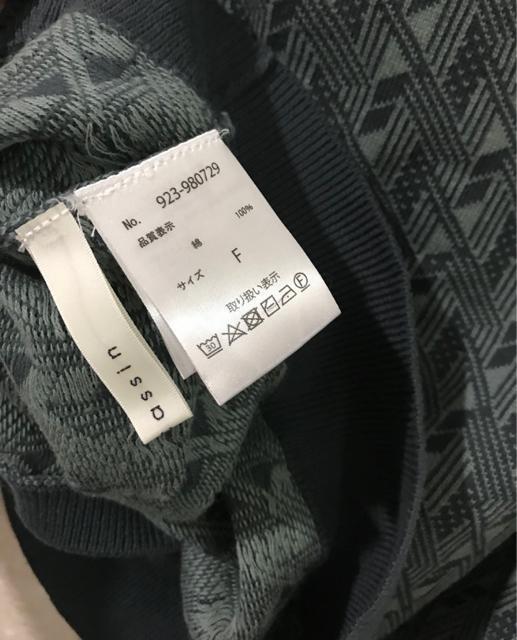 No. 923-980729
品質表示
綿 100%
サイズ F
取り扱い表示
30 F
assin